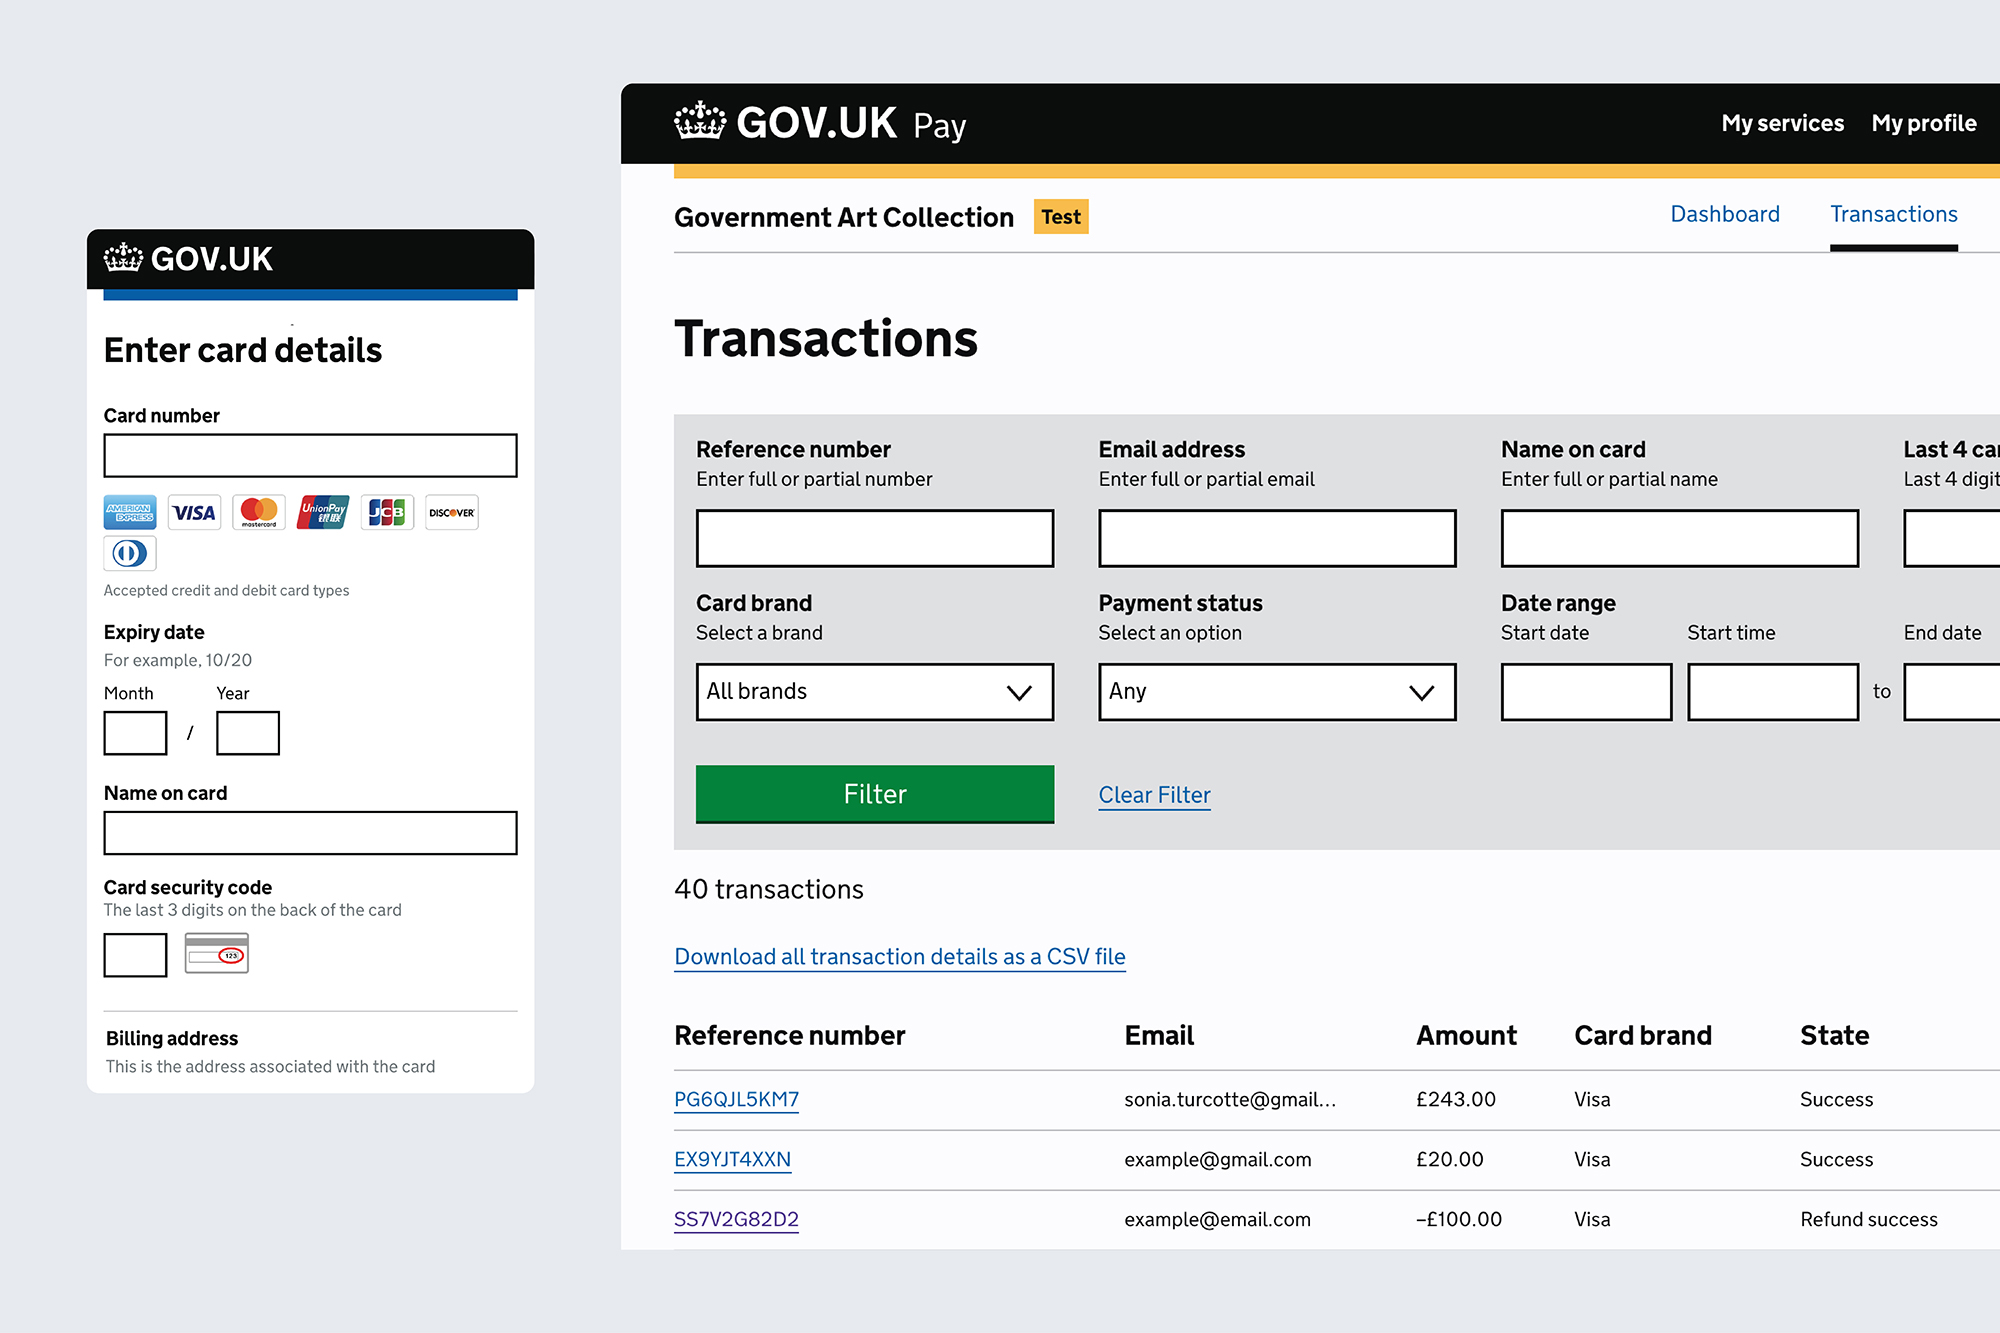 GOV.UK
Enter card details
Card number
AMERICAN EXPRESS VISA mastercard UnionPay 银联 JCB DISCOVER
Accepted credit and debit card types
Expiry date
For example, 10/20
Month Year
/
Name on card
Card security code
The last 3 digits on the back of the card
123
Billing address
This is the address associated with the card
GOV.UK Pay My services My profile
Government Art Collection Test Dashboard Transactions
Transactions
Reference number Email address Name on card Last 4 car
Enter full or partial number Enter full or partial email Enter full or partial name Last 4 digit
Card brand Payment status Date range
Select a brand Select an option Start date Start time End date
All brands Any to
Filter Clear Filter
40 transactions
Download all transaction details as a CSV file
Reference number Email Amount Card brand State
PG6QJL5KM7 sonia.turcotte@gmail... £243.00 Visa Success
EX9YJT4XXN example@gmail.com £20.00 Visa Success
SS7V2G82D2 example@email.com –£100.00 Visa Refund success